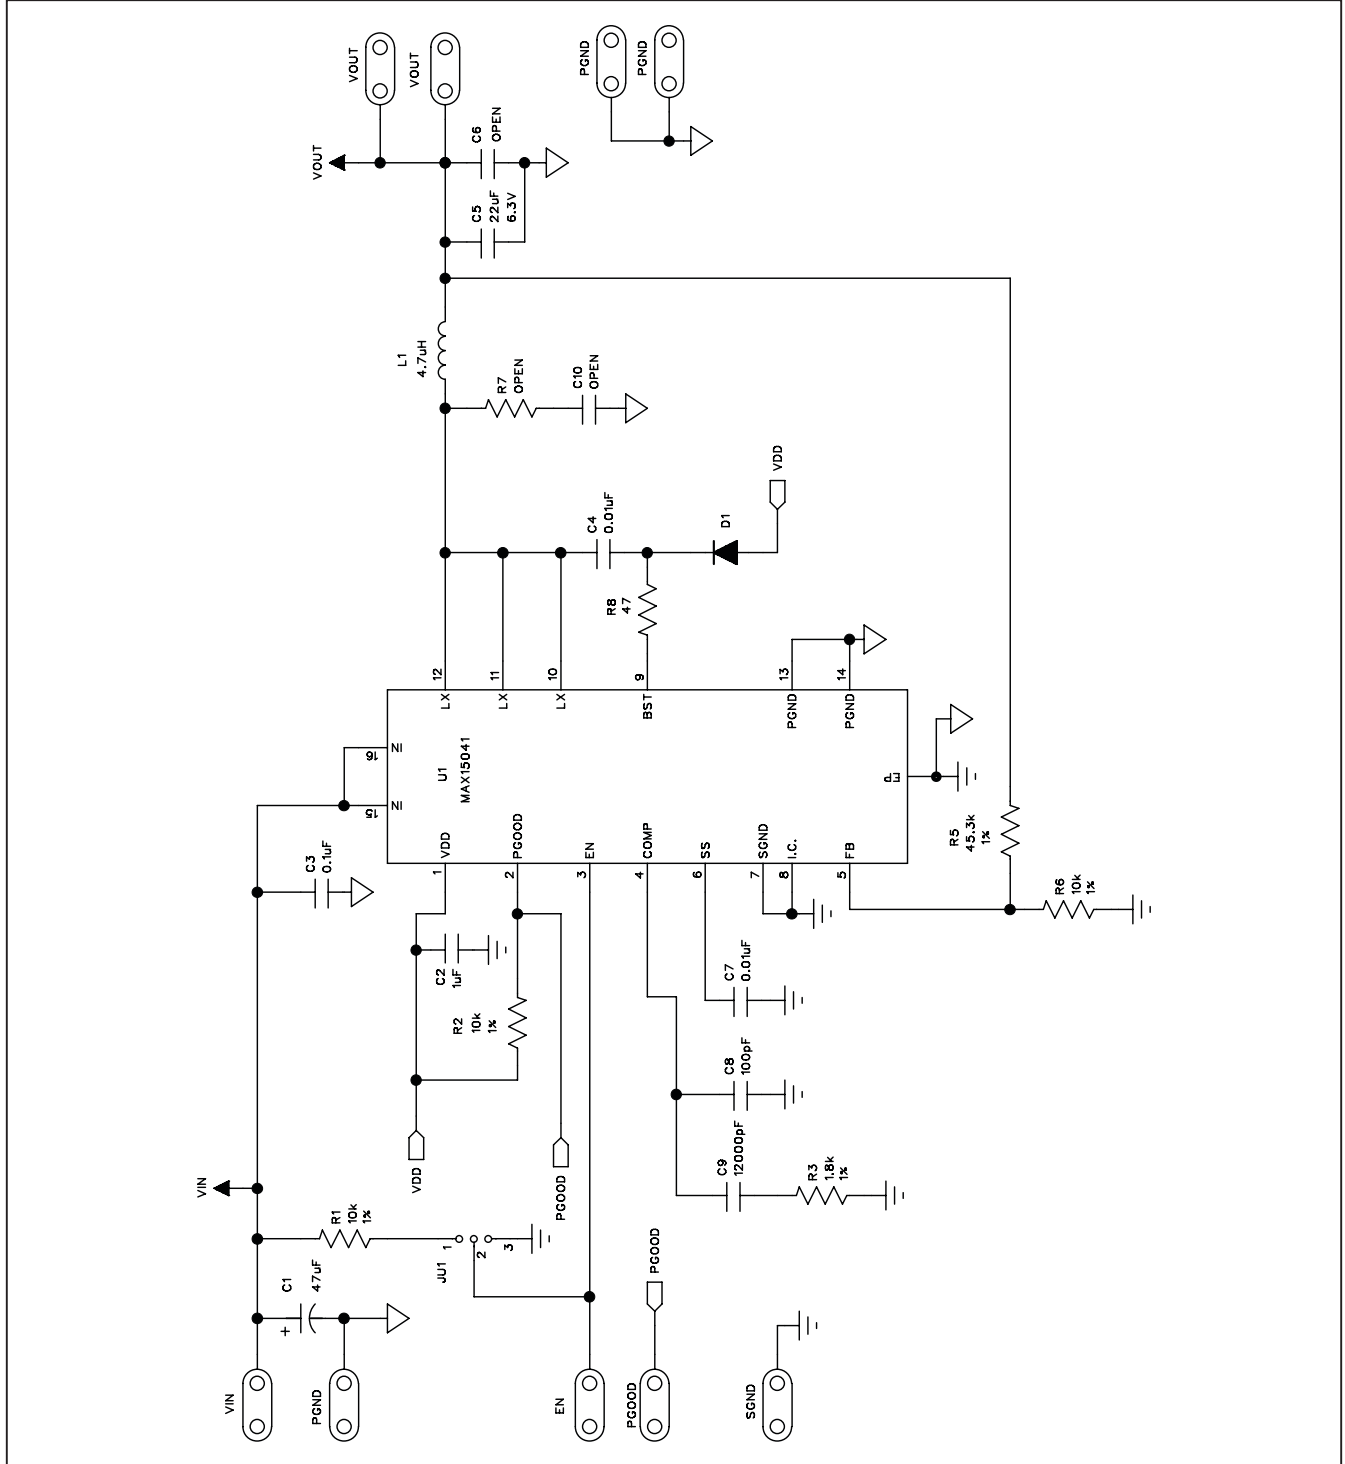 VIN
PGND
C1
47uF
+
R1
10k
1%
JU1
1
2
3
VIN
EN
PGOOD
PGOOD
SGND
VDD
PGOOD
R2
10k
1%
C2
1uF
C3
0.1uF
C9
12000pF
R3
1.8k
1%
C8
100pF
C7
0.01uF
R6
10k
1%
R5
45.3k
1%
1
VDD
2
PGOOD
3
EN
4
COMP
6
SS
7
SGND
8
I.C.
5
FB
15
IN
16
IN
U1
MAX15041
EP
12
LX
11
LX
10
LX
9
BST
13
PGND
14
PGND
R8
47
C4
0.01uF
D1
VDD
R7
OPEN
C10
OPEN
L1
4.7uH
C5
22uF
6.3V
C6
OPEN
VOUT
VOUT
VOUT
PGND
PGND